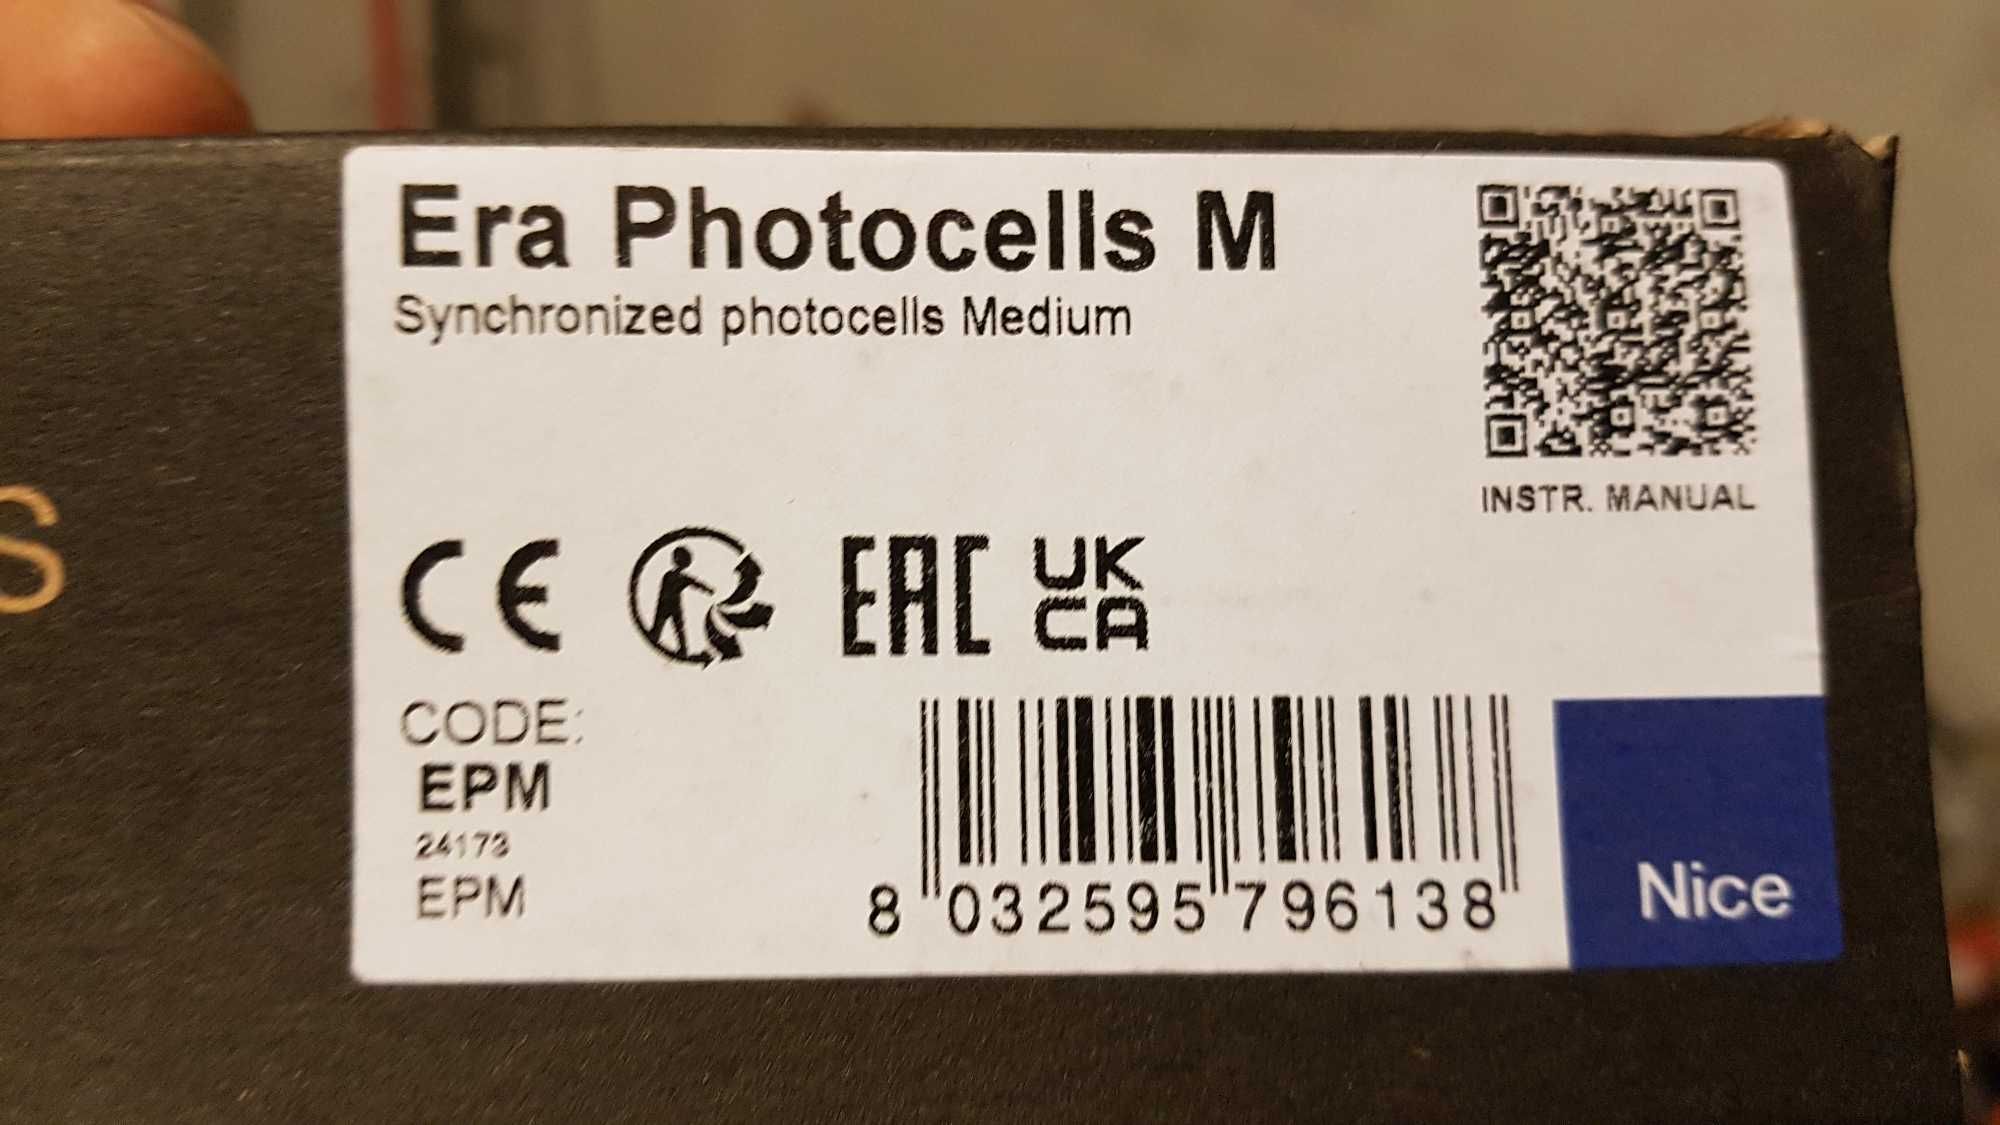 Era Photocells M
Synchronized photocells Medium
INSTR. MANUAL
CE
EAC
UK
CA
CODE:
EPM
24173
EPM
8 032595 796138
Nice
S